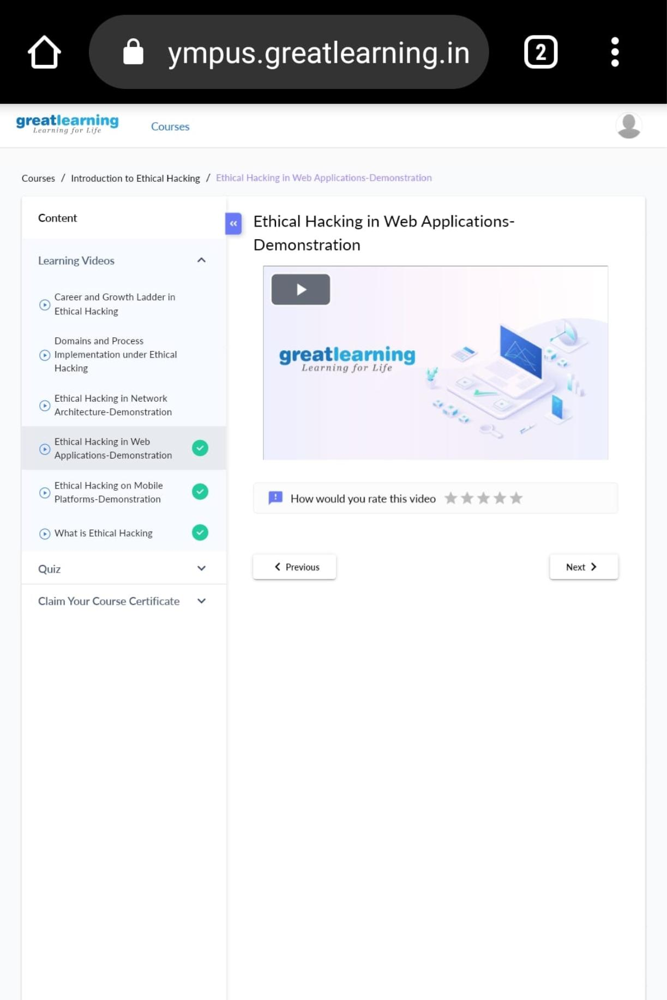 ympus.greatlearning.in
2
greatlearning
Learning for Life
Courses
Courses / Introduction to Ethical Hacking / Ethical Hacking in Web Applications-Demonstration
Content
Learning Videos
Career and Growth Ladder in
Ethical Hacking
Domains and Process
Implementation under Ethical
Hacking
Ethical Hacking in Network
Architecture-Demonstration
Ethical Hacking in Web
Applications-Demonstration
Ethical Hacking on Mobile
Platforms-Demonstration
What is Ethical Hacking
Quiz
Claim Your Course Certificate
Ethical Hacking in Web Applications-
Demonstration
greatlearning
Learning for Life
How would you rate this video
Previous
Next